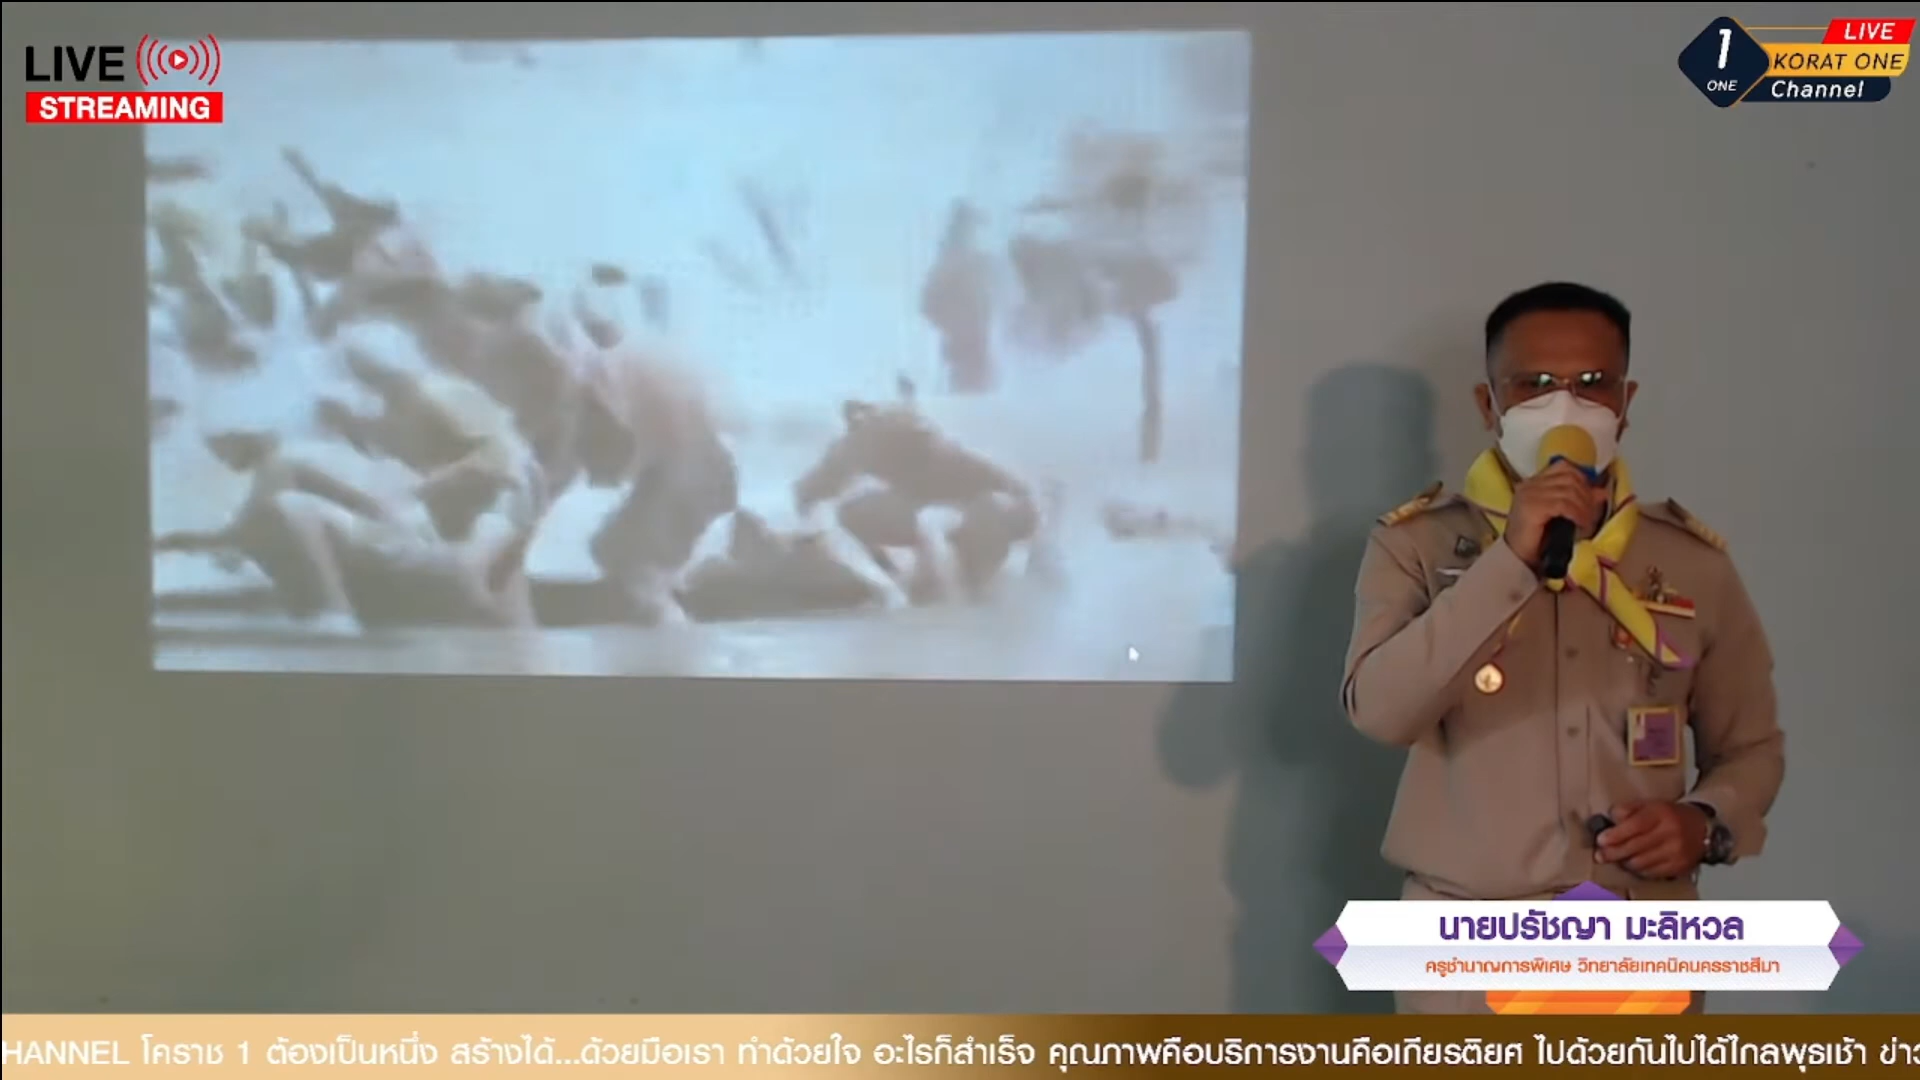 LIVE
STREAMING
1
ONE
LIVE
KORAT ONE
Channel
นายปรัชญา มะลิหวล
ครูชำนาญการพิเศษ วิทยาลัยเทคนิคนครราชสีมา
HANNEL โคราช 1 ต้องเป็นหนึ่ง สร้างได้...ด้วยมือเรา ทำด้วยใจ อะไรก็สำเร็จ คุณภาพคือบริการงานคือเกียรติยศ ไปด้วยกันไปได้ไกลพุธเช้า ข่าว